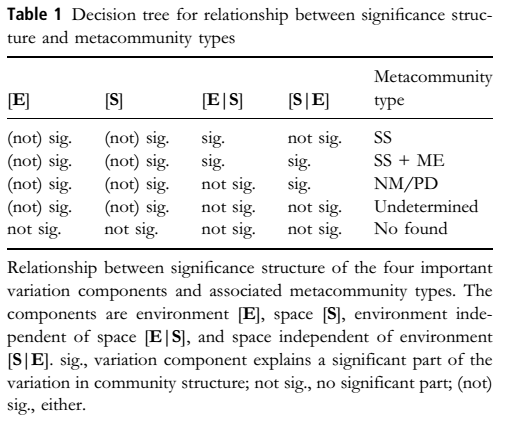 Table 1 Decision tree for relationship between significance struc-
ture and metacommunity types
Metacommunity
[E] [S] [E|S] [S|E] type
(not) sig. (not) sig. sig. not sig. SS
(not) sig. (not) sig. sig. sig. SS + ME
(not) sig. (not) sig. not sig. sig. NM/PD
(not) sig. (not) sig. not sig. not sig. Undetermined
not sig. not sig. not sig. not sig. No found
Relationship between significance structure of the four important
variation components and associated metacommunity types. The
components are environment [E], space [S], environment inde-
pendent of space [E|S], and space independent of environment
[S|E]. sig., variation component explains a significant part of the
variation in community structure; not sig., no significant part; (not)
sig., either.